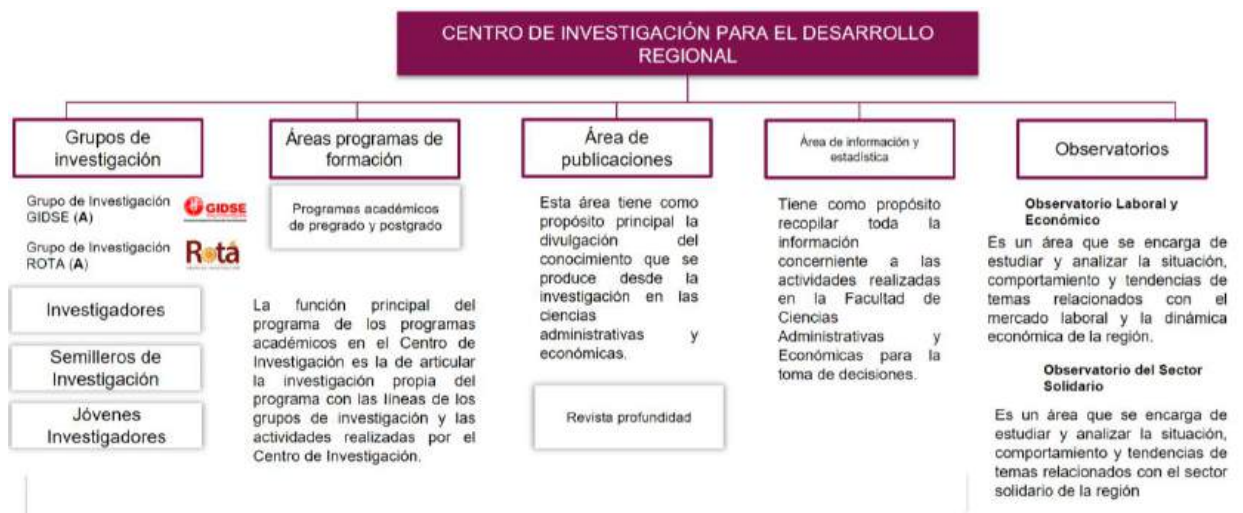 CENTRO DE INVESTIGACIÓN PARA EL DESARROLLO
REGIONAL
Grupos de
investigación
Grupo de Investigación
GIDSE (A)
GIDSE
Grupo de Investigación
ROTA (A)
Rotá
Investigadores
Semilleros de
Investigación
Jóvenes
Investigadores
Áreas programas de
formación
Programas académicos
de pregrado y postgrado
La función principal del
programa de los programas
académicos en el Centro de
Investigación es la de articular
la investigación propia del
programa con las líneas de los
grupos de investigación y las
actividades realizadas por el
Centro de Investigación.
Área de
publicaciones
Esta área tiene como
propósito principal la
divulgación del
conocimiento que se
produce desde la
investigación en las
ciencias
administrativas y
económicas.
Revista profundidad
Área de información y
estadística
Tiene como propósito
recopilar toda la
información
concerniente a las
actividades realizadas
en la Facultad de
Ciencias
Administrativas y
Económicas para la
toma de decisiones.
Observatorios
Observatorio Laboral y
Económico
Es un área que se encarga de
estudiar y analizar la situación,
comportamiento y tendencias de
temas relacionados con el
mercado laboral y la dinámica
económica de la región.
Observatorio del Sector
Solidario
Es un área que se encarga de
estudiar y analizar la situación,
comportamiento y tendencias de
temas relacionados con el sector
solidario de la región